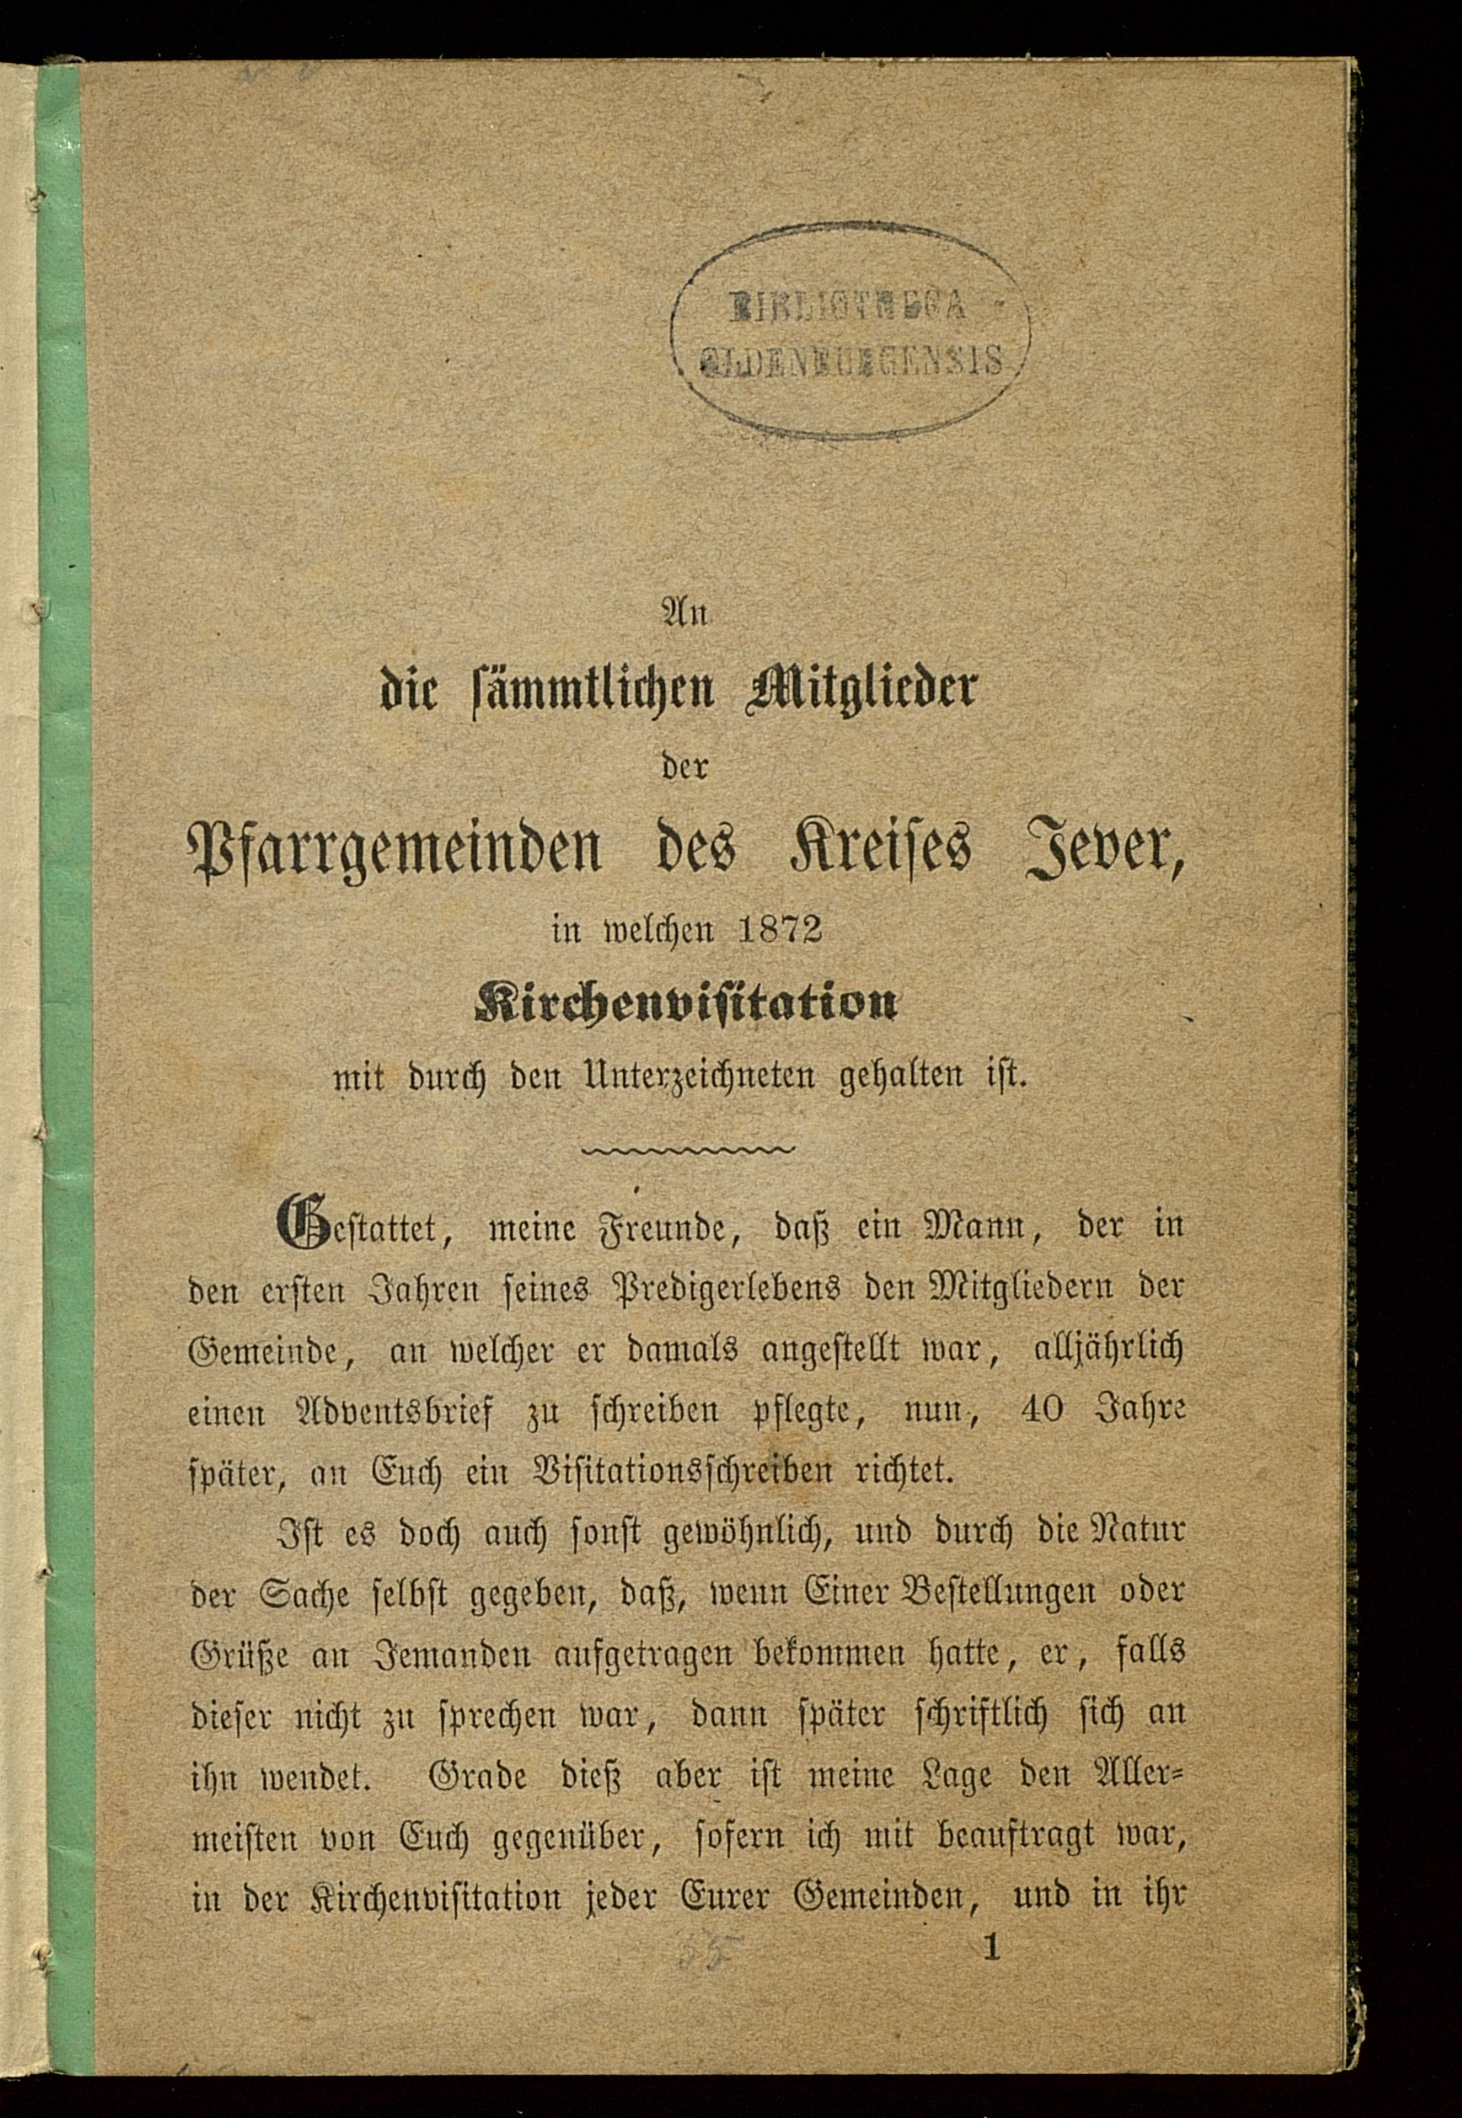 BIBLIOTHECA
OLDENBURGENSIS
An
die sämmtlichen Mitglieder
der
Pfarrgemeinden des Kreises Jever,
in welchen 1872
Kirchenvisitation
mit durch den Unterzeichneten gehalten ist.
Gestattet, meine Freunde, daß ein Mann, der in
den ersten Jahren seines Predigerlebens den Mitgliedern der
Gemeinde, an welcher er damals angestellt war, alljährlich
einen Adventsbrief zu schreiben pflegte, nun, 40 Jahre
später, an Euch ein Visitationsschreiben richtet.
Ist es doch auch sonst gewöhnlich, und durch die Natur
der Sache selbst gegeben, daß, wenn Einer Bestellungen oder
Grüße an Jemanden aufgetragen bekommen hatte, er, falls
dieser nicht zu sprechen war, dann später schriftlich sich an
ihn wendet. Grade dieß aber ist meine Lage den Aller=
meisten von Euch gegenüber, sofern ich mit beauftragt war,
in der Kirchenvisitation jeder Eurer Gemeinden, und in ihr
55 1